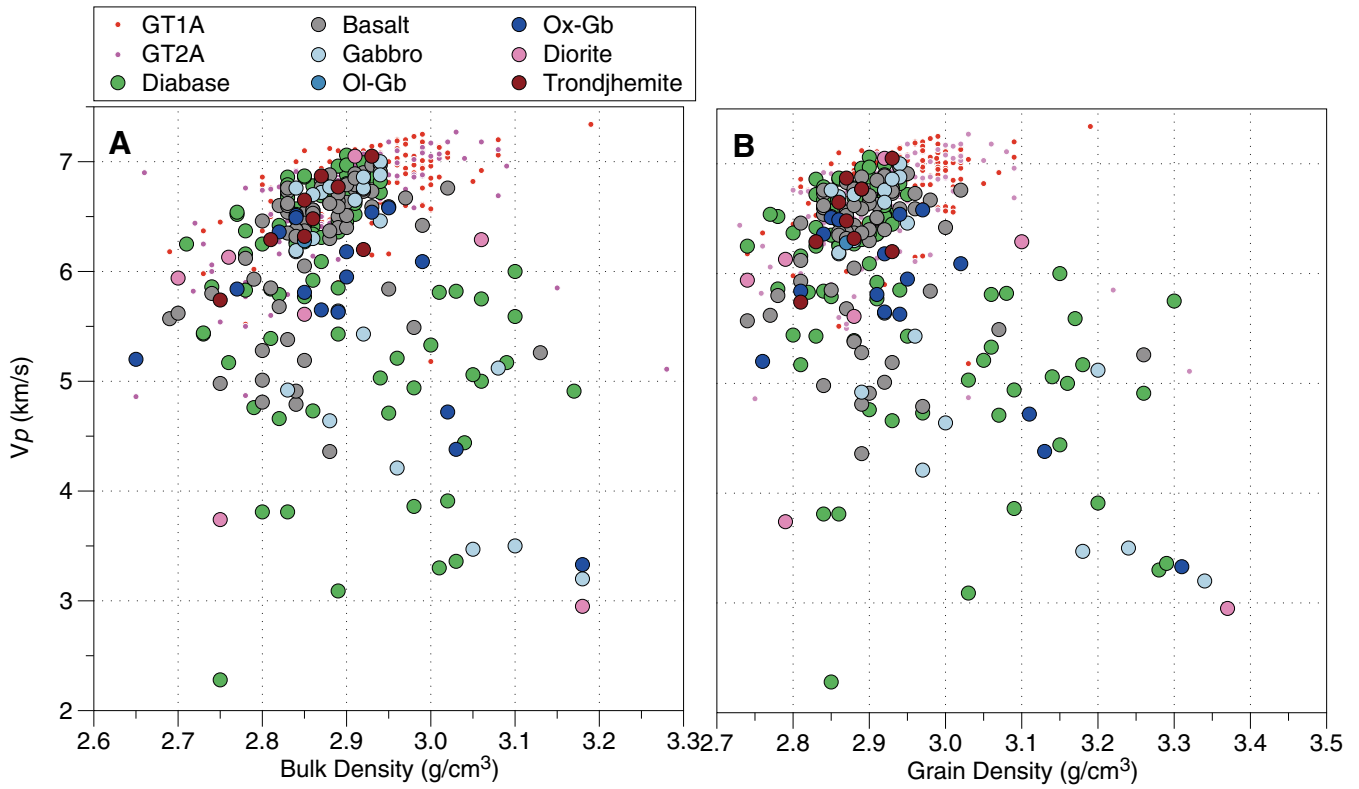 GT1A Basalt Ox-Gb
GT2A Gabbro Diorite
Diabase Ol-Gb Trondjhemite
A B
7
6
5
4
3
2
Vp (km/s)
2.6 2.7 2.8 2.9 3.0 3.1 3.2 3.3 2.7 2.8 2.9 3.0 3.1 3.2 3.3 3.4 3.5
Bulk Density (g/cm³) Grain Density (g/cm³)